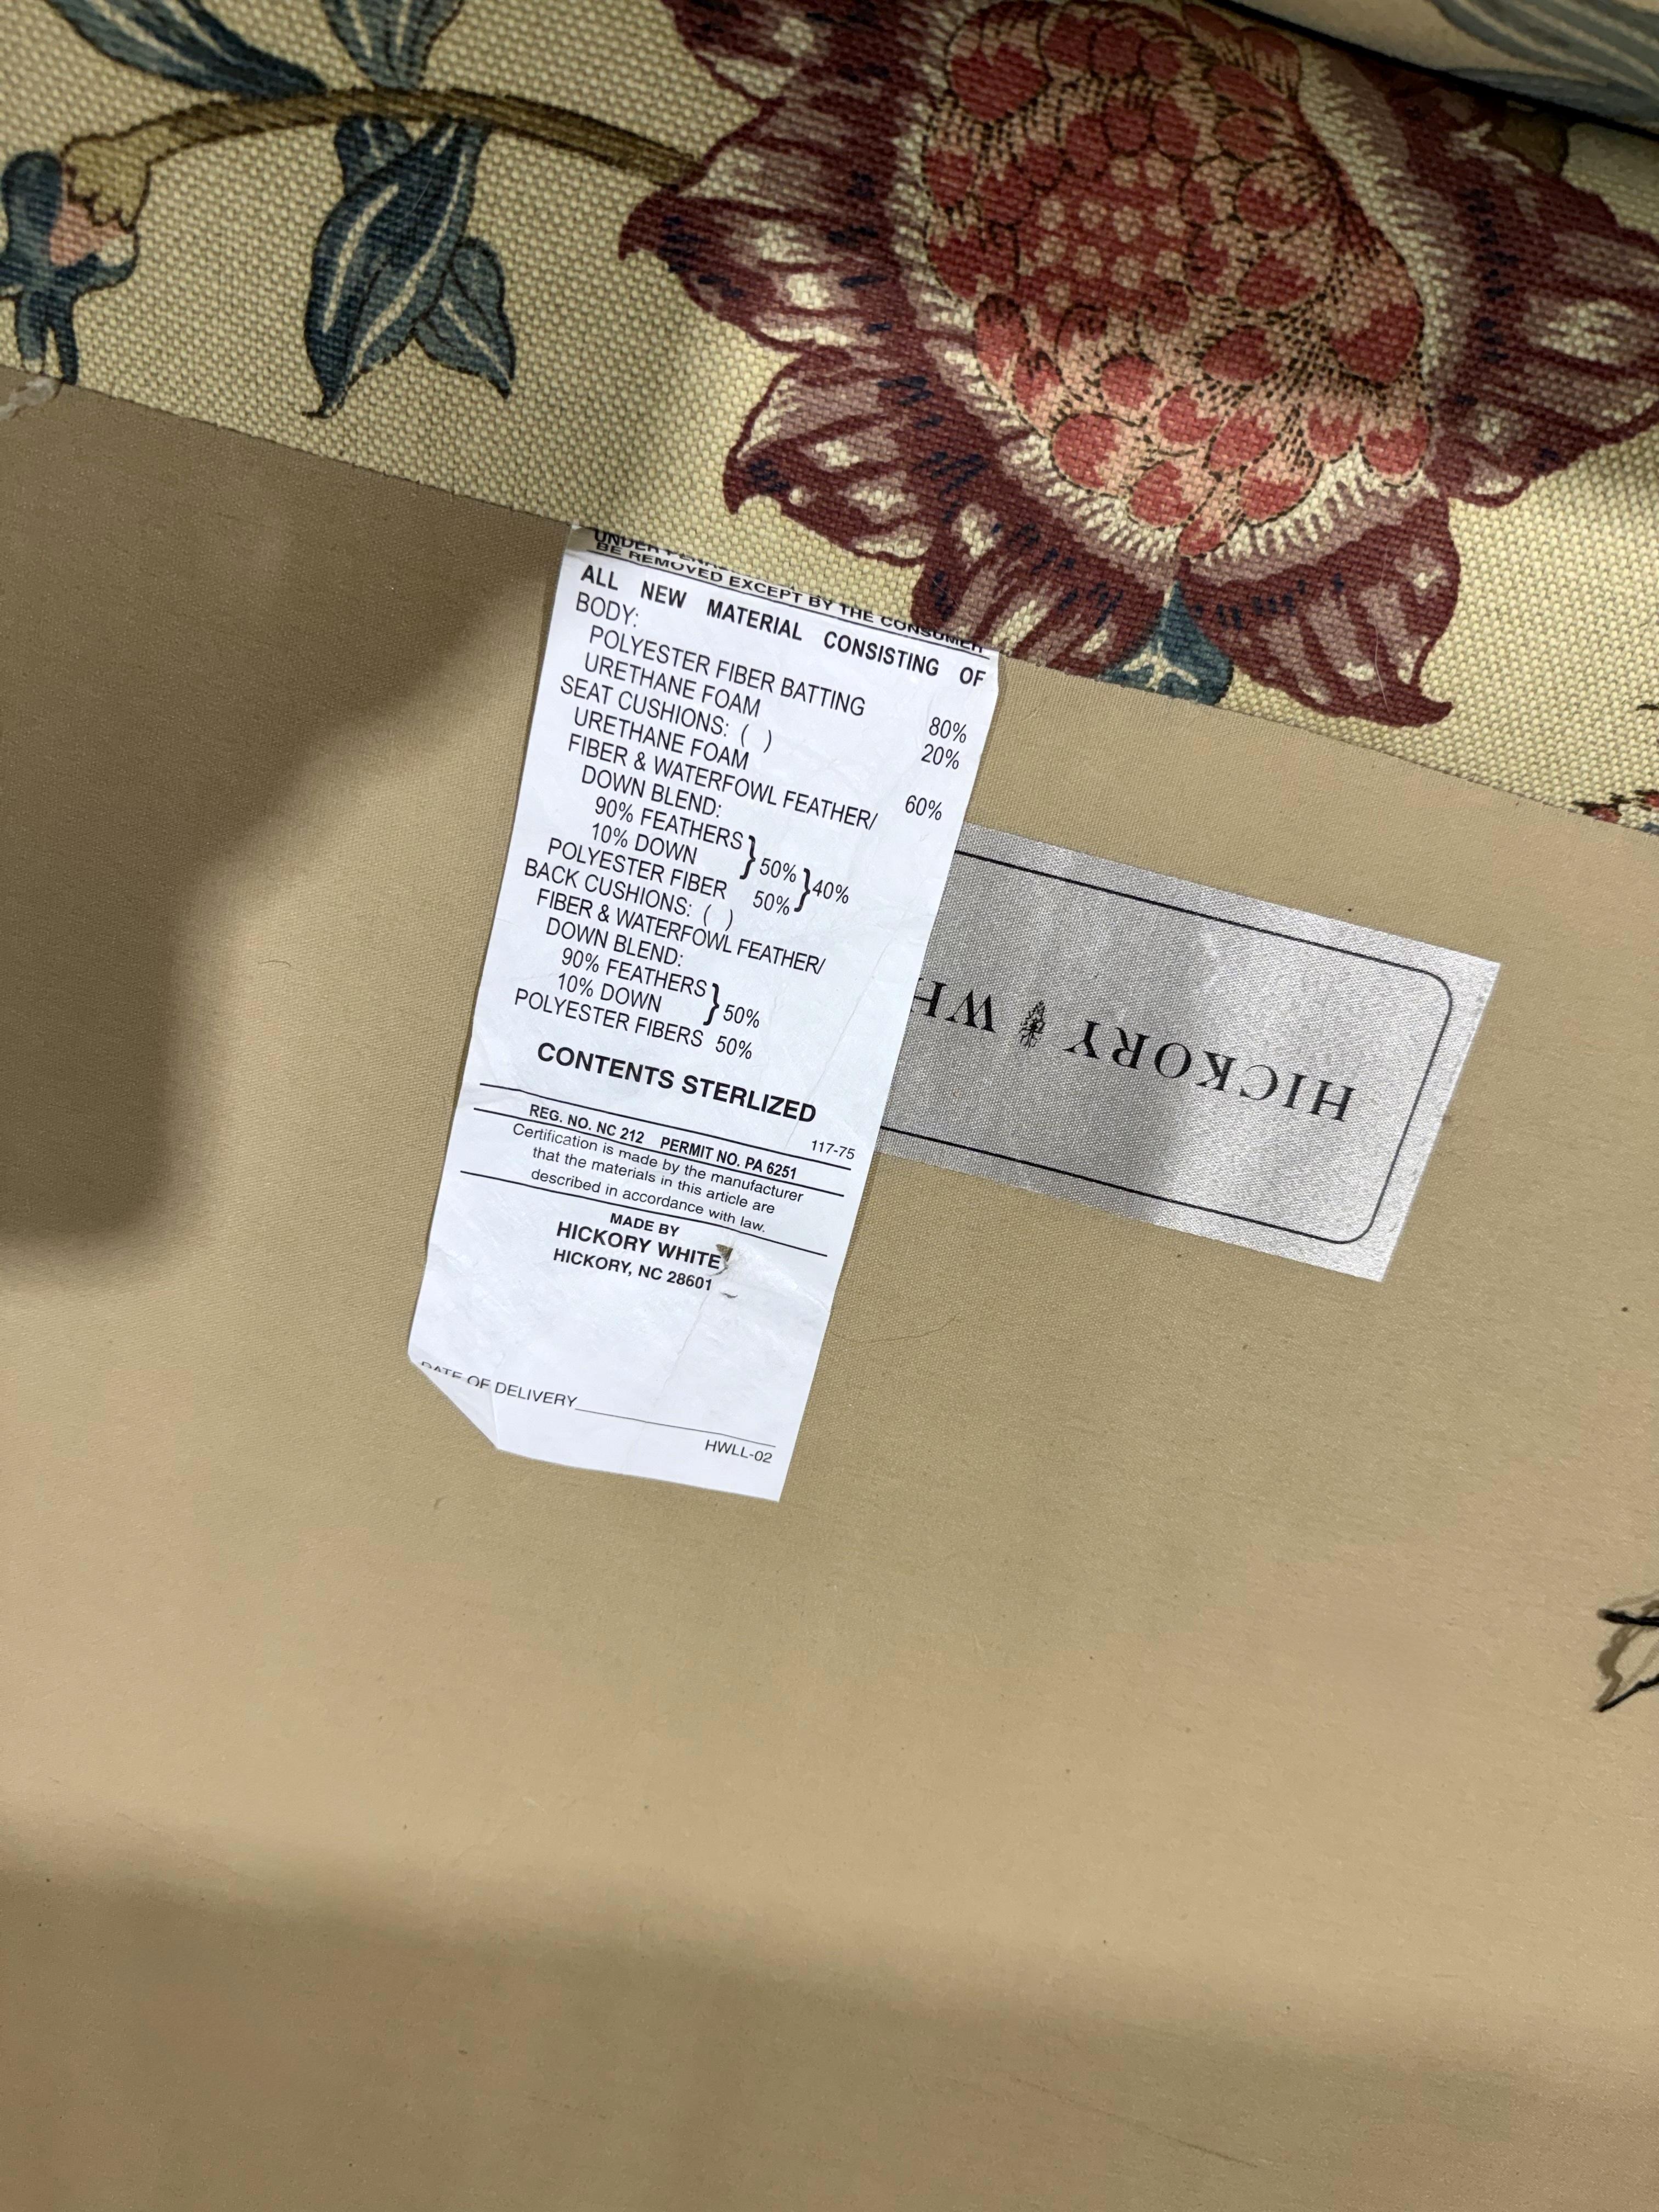 UNDER
BE REMOVED EXCEPT BY THE CONSUMER
ALL NEW MATERIAL CONSISTING OF
BODY:
POLYESTER FIBER BATTING 80%
URETHANE FOAM 20%
SEAT CUSHIONS: ( )
URETHANE FOAM 60%
FIBER & WATERFOWL FEATHER/
DOWN BLEND:
90% FEATHERS
10% DOWN } 50%
POLYESTER FIBER 50% } 40%
BACK CUSHIONS: ( )
FIBER & WATERFOWL FEATHER/
DOWN BLEND:
90% FEATHERS
10% DOWN } 50%
POLYESTER FIBERS 50%
CONTENTS STERLIZED
117-75
REG. NO. NC 212 PERMIT NO. PA 6251
Certification is made by the manufacturer
that the materials in this article are
described in accordance with law.
MADE BY
HICKORY WHITE
HICKORY, NC 28601
DATE OF DELIVERY
HWLL-02
HICKORY WH